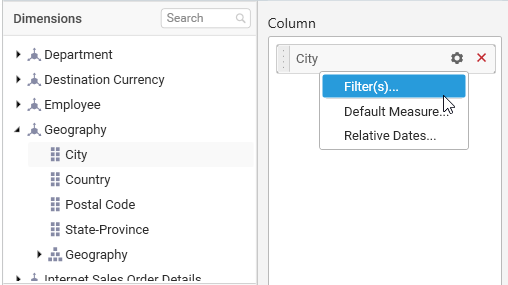 Dimensions
Search
Department
Destination Currency
Employee
Geography
City
Country
Postal Code
State-Province
Geography
Internet Sales Order Details
Column
City
Filter(s)...
Default Measure...
Relative Dates...